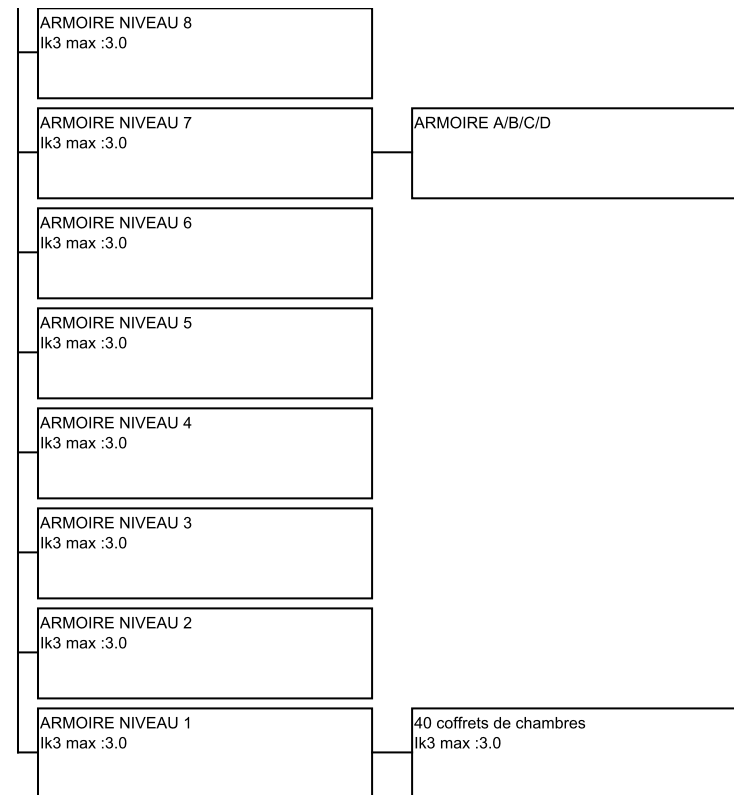 ARMOIRE NIVEAU 8
Ik3 max :3.0
ARMOIRE NIVEAU 7
Ik3 max :3.0
ARMOIRE A/B/C/D
ARMOIRE NIVEAU 6
Ik3 max :3.0
ARMOIRE NIVEAU 5
Ik3 max :3.0
ARMOIRE NIVEAU 4
Ik3 max :3.0
ARMOIRE NIVEAU 3
Ik3 max :3.0
ARMOIRE NIVEAU 2
Ik3 max :3.0
ARMOIRE NIVEAU 1
Ik3 max :3.0
40 coffrets de chambres
Ik3 max :3.0